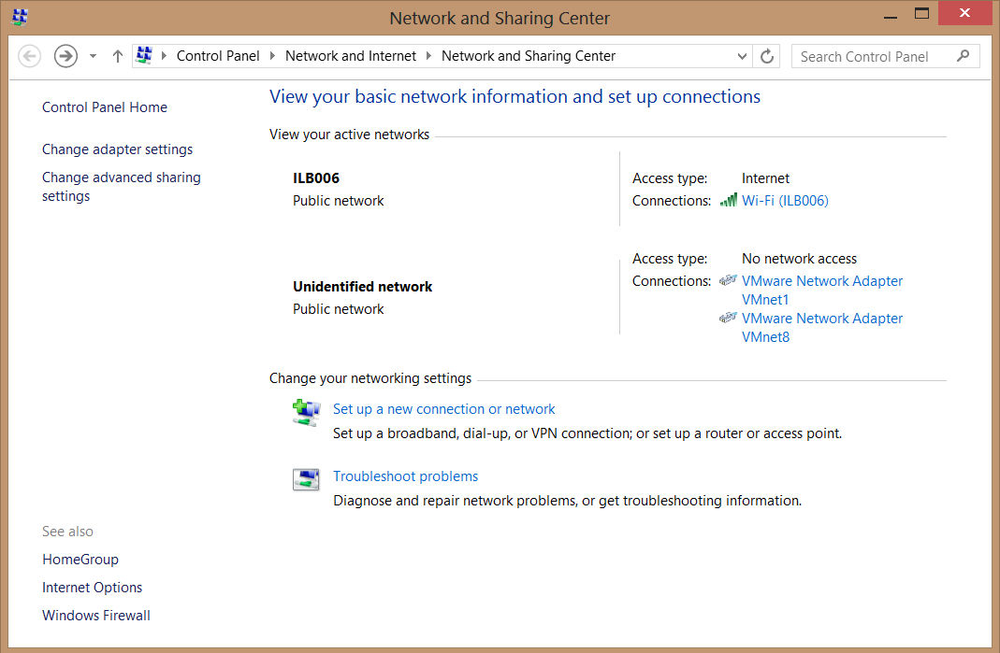 Network and Sharing Center
Control Panel Network and Internet Network and Sharing Center
Search Control Panel
Control Panel Home
Change adapter settings
Change advanced sharing
settings
View your basic network information and set up connections
View your active networks
ILB006
Public network
Access type: Internet
Connections: Wi-Fi (ILB006)
Unidentified network
Public network
Access type: No network access
Connections: VMware Network Adapter
VMnet1
VMware Network Adapter
VMnet8
Change your networking settings
Set up a new connection or network
Set up a broadband, dial-up, or VPN connection; or set up a router or access point.
Troubleshoot problems
Diagnose and repair network problems, or get troubleshooting information.
See also
HomeGroup
Internet Options
Windows Firewall